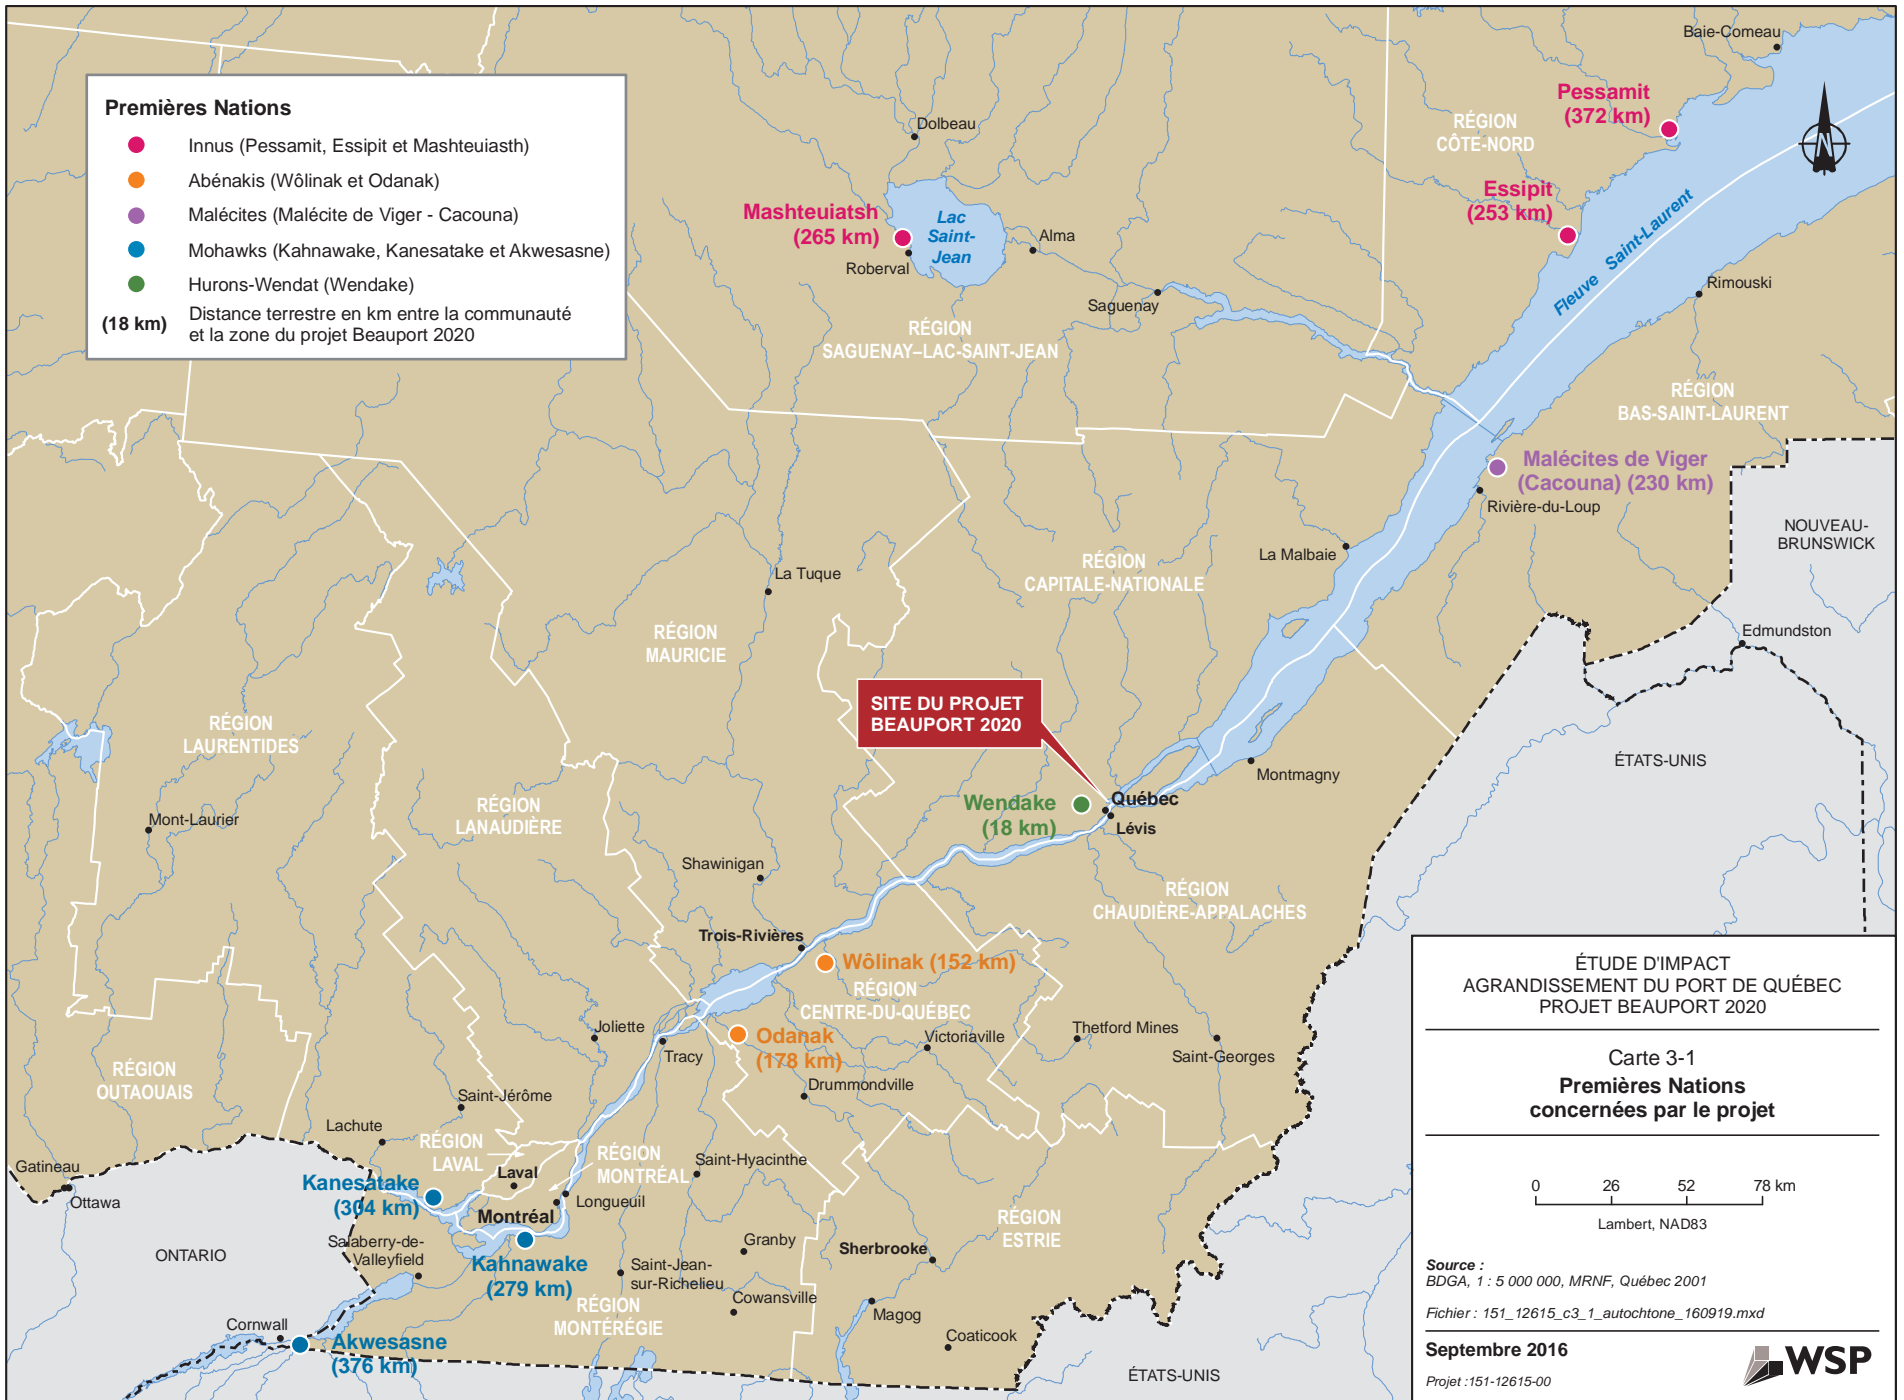 Premières Nations
Innus (Pessamit, Essipit et Mashteuiasth)
Abénakis (Wôlinak et Odanak)
Malécites (Malécite de Viger - Cacouna)
Mohawks (Kahnawake, Kanesatake et Akwesasne)
Hurons-Wendat (Wendake)
(18 km) Distance terrestre en km entre la communauté
et la zone du projet Beauport 2020
Baie-Comeau
Pessamit
(372 km)
RÉGION
CÔTE-NORD
N
Dolbeau
Essipit
(253 km)
Mashteuiatsh
(265 km)
Lac
Saint-
Jean
Alma
Roberval
Fleuve Saint-Laurent
Rimouski
Saguenay
RÉGION
SAGUENAY–LAC-SAINT-JEAN
RÉGION
BAS-SAINT-LAURENT
Malécites de Viger
(Cacouna) (230 km)
Rivière-du-Loup
NOUVEAU-
BRUNSWICK
La Malbaie
RÉGION
CAPITALE-NATIONALE
La Tuque
RÉGION
MAURICIE
Edmundston
SITE DU PROJET
BEAUPORT 2020
RÉGION
LAURENTIDES
ÉTATS-UNIS
Montmagny
Wendake
(18 km)
Québec
Lévis
RÉGION
LANAUDIÈRE
Mont-Laurier
Shawinigan
RÉGION
CHAUDIÈRE-APPALACHES
Trois-Rivières
Wôlinak (152 km)
RÉGION
CENTRE-DU-QUÉBEC
Joliette
Tracy
Odanak
(178 km)
Victoriaville
Thetford Mines
Saint-Georges
Drummondville
RÉGION
OUTAOUAIS
Saint-Jérôme
Lachute
RÉGION
LAVAL
Laval
RÉGION
MONTRÉAL
Saint-Hyacinthe
Gatineau
Ottawa
Kanesatake
(304 km)
Montréal
Longueuil
RÉGION
ESTRIE
ONTARIO
Salaberry-de-
Valleyfield
Kahnawake
(279 km)
Granby
Sherbrooke
Saint-Jean-
sur-Richelieu
Cowansville
Magog
RÉGION
MONTÉRÉGIE
Cornwall
Akwesasne
(376 km)
Coaticook
ÉTATS-UNIS
ÉTUDE D'IMPACT
AGRANDISSEMENT DU PORT DE QUÉBEC
PROJET BEAUPORT 2020
Carte 3-1
Premières Nations
concernées par le projet
0 26 52 78 km
Lambert, NAD83
Source :
BDGA, 1 : 5 000 000, MRNF, Québec 2001
Fichier : 151_12615_c3_1_autochtone_160919.mxd
Septembre 2016
Projet :151-12615-00
WSP